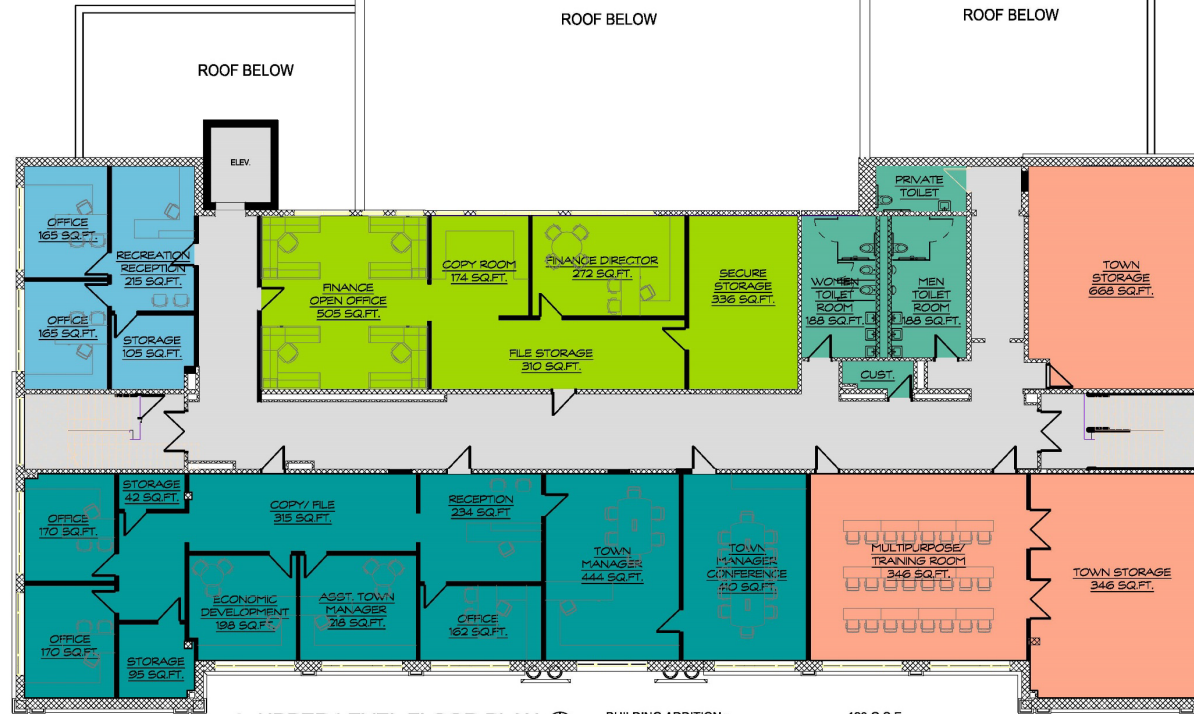 ROOF BELOW
ROOF BELOW
ROOF BELOW
ELEV.
OFFICE
165 SQ.FT.
RECREATION
RECEPTION
215 SQ.FT.
OFFICE
165 SQ.FT.
STORAGE
105 SQ.FT.
FINANCE
OPEN OFFICE
505 SQ.FT.
COPY ROOM
174 SQ.FT.
FINANCE DIRECTOR
272 SQ.FT.
SECURE
STORAGE
336 SQ.FT.
FILE STORAGE
310 SQ.FT.
PRIVATE
TOILET
WOMEN
TOILET
ROOM
188 SQ.FT.
MEN
TOILET
ROOM
188 SQ.FT.
CUST.
TOWN
STORAGE
668 SQ.FT.
OFFICE
170 SQ.FT.
STORAGE
42 SQ.FT.
COPY/ FILE
315 SQ.FT.
RECEPTION
234 SQ.FT.
TOWN
MANAGER
444 SQ.FT.
TOWN
MANAGER
CONFERENCE
SQ.FT.
MULTIPURPOSE/
TRAINING ROOM
346 SQ.FT.
TOWN STORAGE
346 SQ.FT.
OFFICE
170 SQ.FT.
STORAGE
95 SQ.FT.
ECONOMIC
DEVELOPMENT
198 SQ.FT.
ASST. TOWN
MANAGER
SQ.FT.
OFFICE
162 SQ.FT.